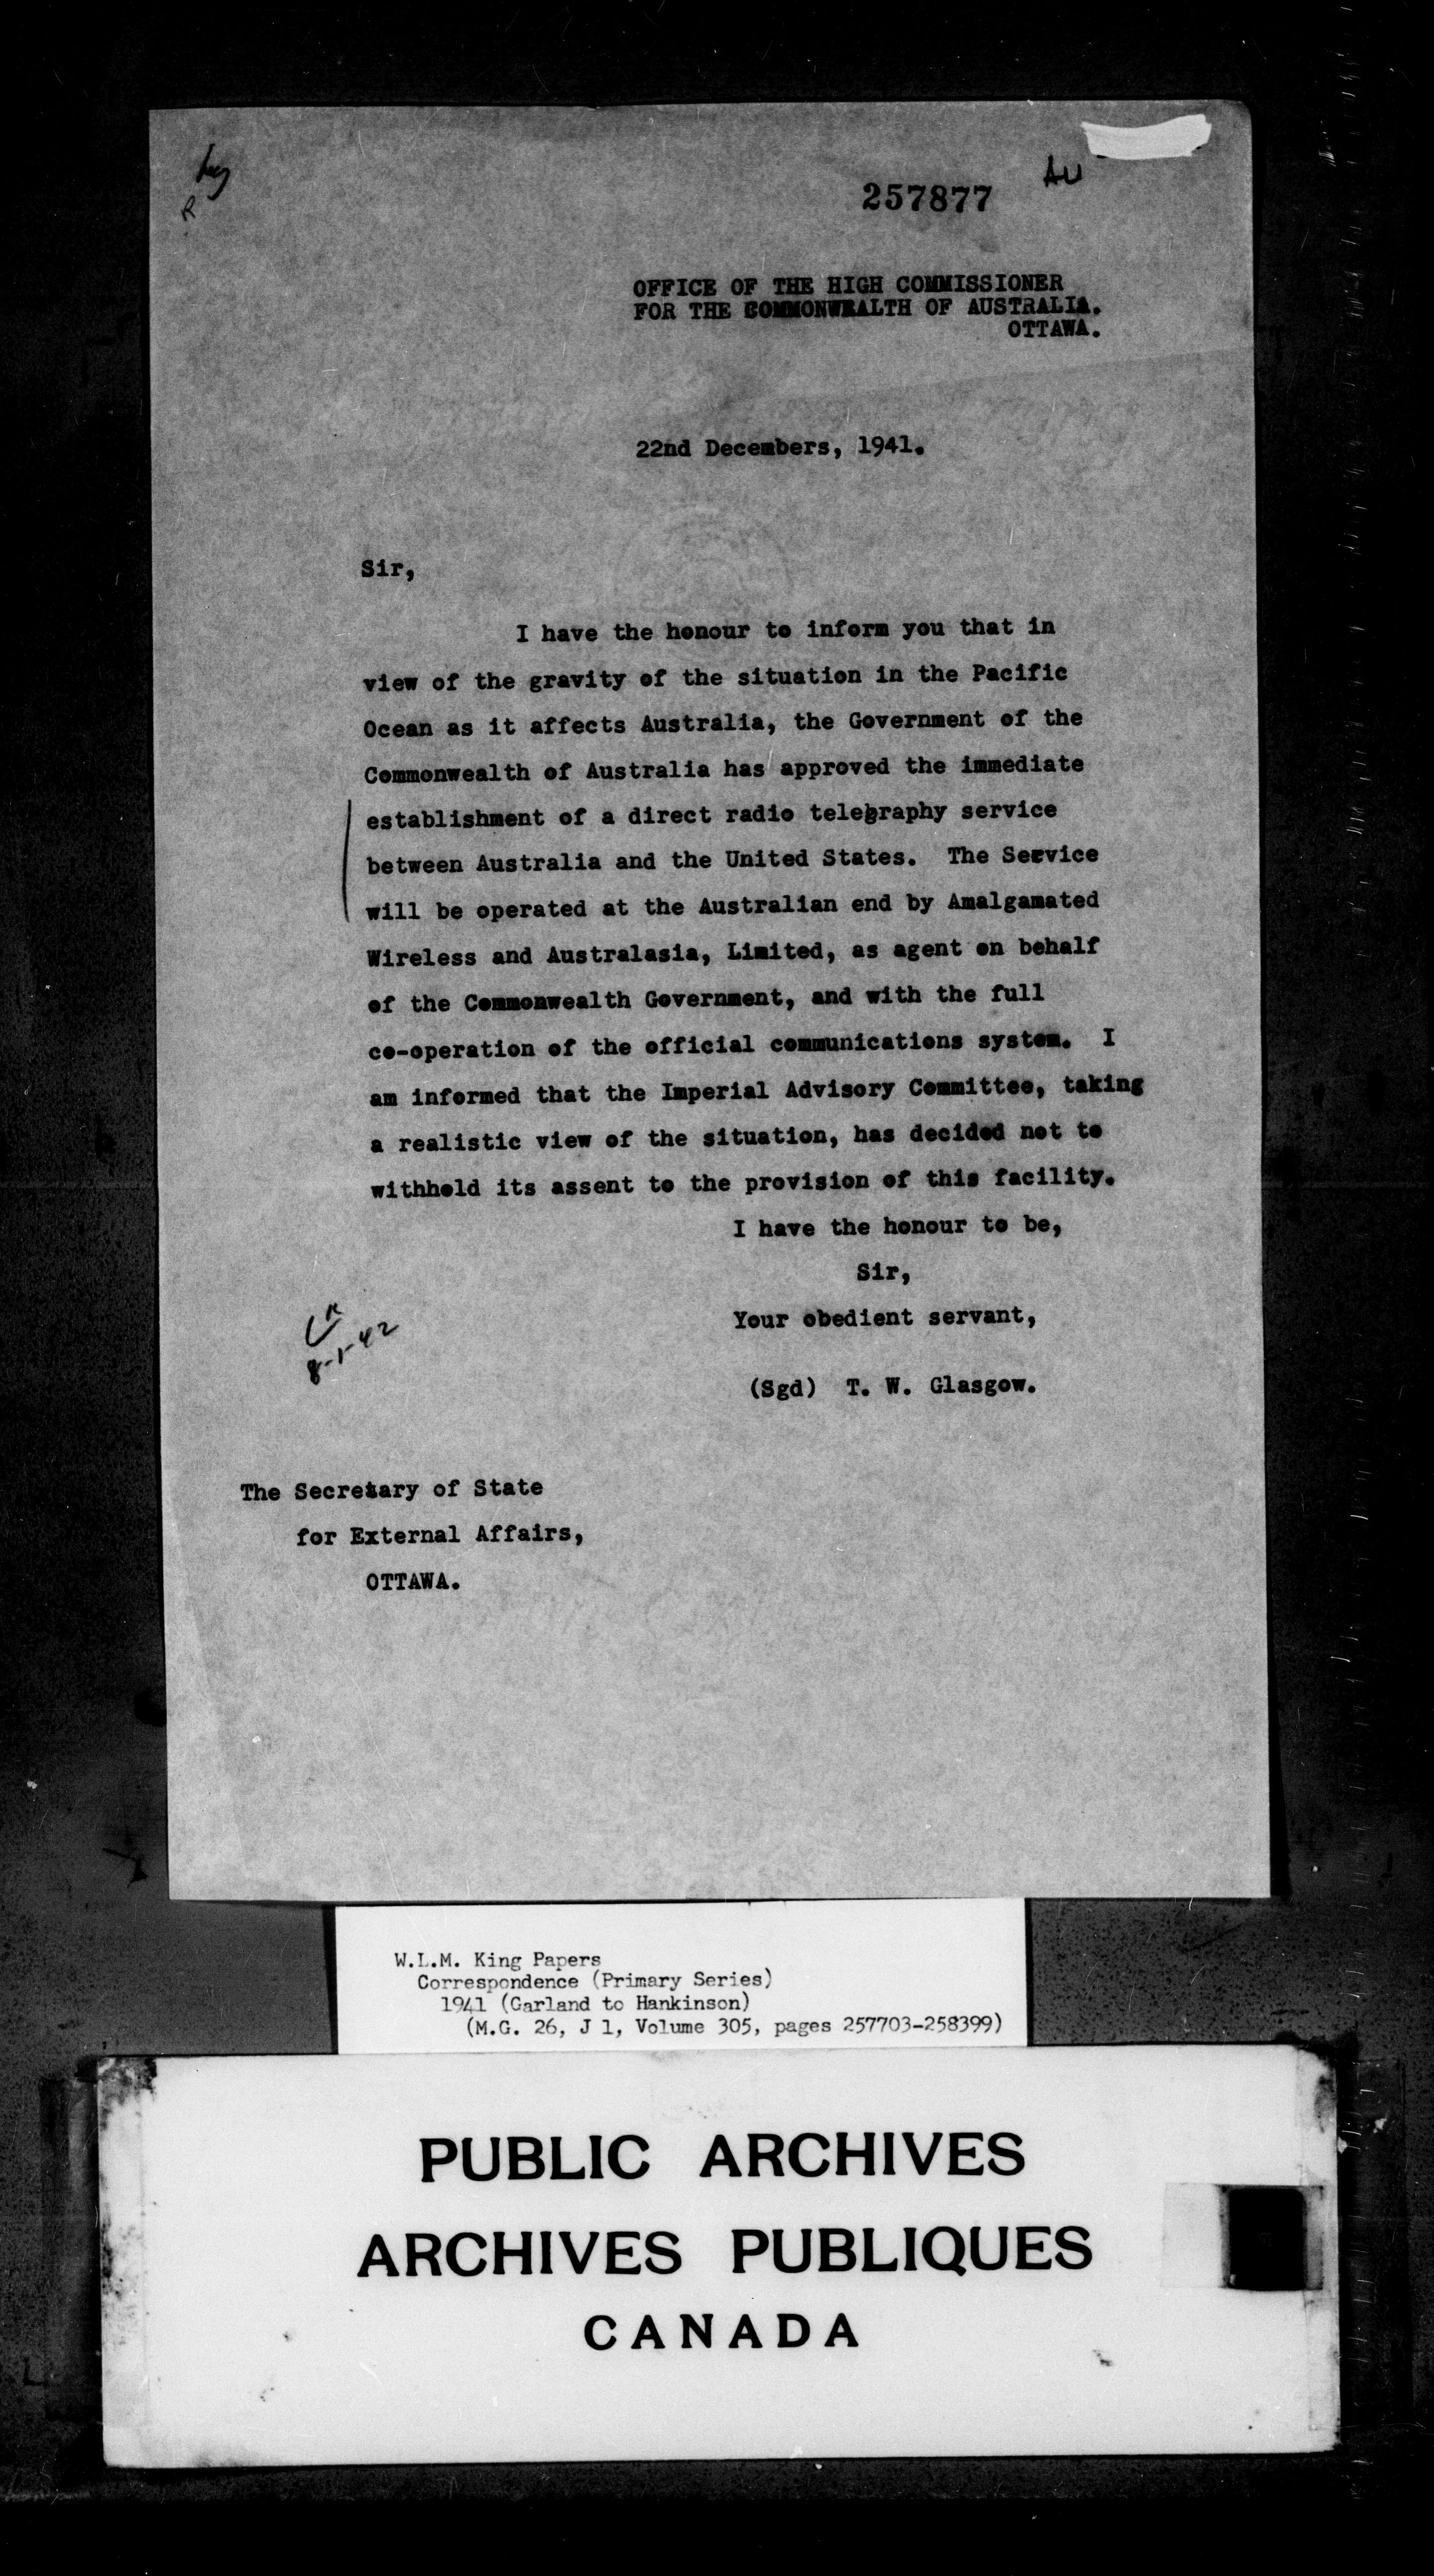 257877
AU
OFFICE OF THE HIGH COMMISSIONER
FOR THE COMMONWEALTH OF AUSTRALIA.
OTTAWA.
22nd Decembers, 1941.
Sir,
I have the honour to inform you that in
view of the gravity of the situation in the Pacific
Ocean as it affects Australia, the Government of the
Commonwealth of Australia has approved the immediate
establishment of a direct radio telegraphy service
between Australia and the United States. The Service
will be operated at the Australian end by Amalgamated
Wireless and Australasia, Limited, as agent on behalf
of the Commonwealth Government, and with the full
co-operation of the official communications system. I
am informed that the Imperial Advisory Committee, taking
a realistic view of the situation, has decided not to
withhold its assent to the provision of this facility.
I have the honour to be,
Sir,
Your obedient servant,
8-1-42
(Sgd) T. W. Glasgow.
The Secretary of State
for External Affairs,
OTTAWA.
W.L.M. King Papers
Correspondence (Primary Series)
1941 (Garland to Hankinson)
(M.G. 26, J 1, Volume 305, pages 257703-258399)
PUBLIC ARCHIVES
ARCHIVES PUBLIQUES
CANADA